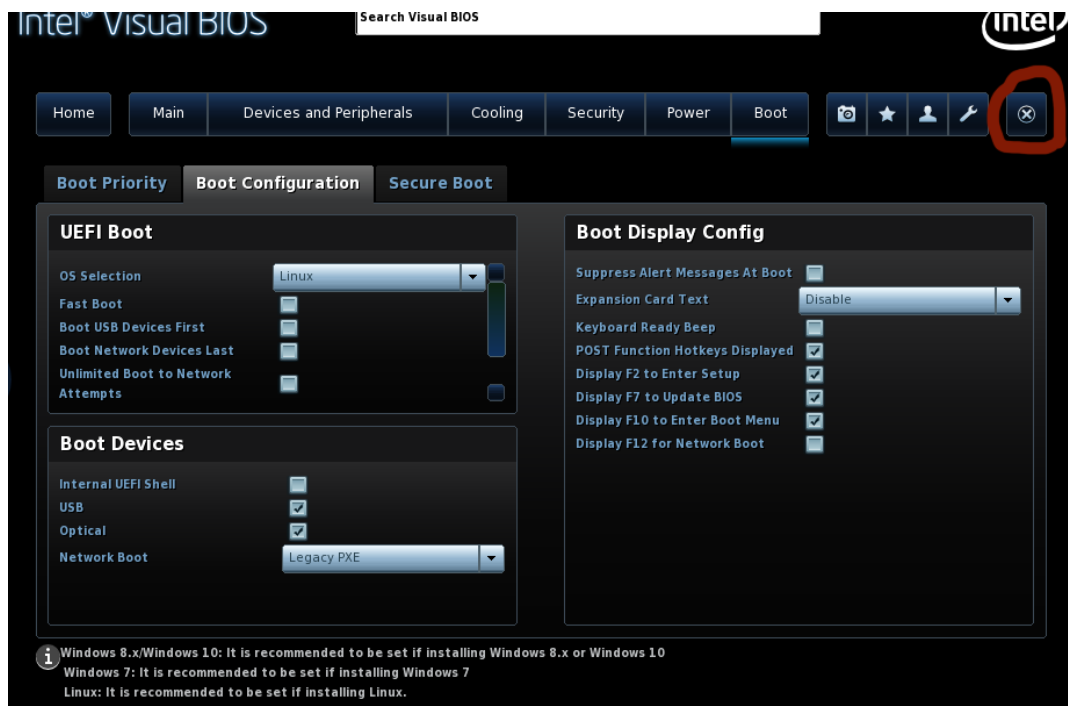 Intel® Visual BIOS
Search Visual BIOS
(intel)
Home Main Devices and Peripherals Cooling Security Power Boot
Boot Priority Boot Configuration Secure Boot
UEFI Boot
OS Selection Linux
Fast Boot
Boot USB Devices First
Boot Network Devices Last
Unlimited Boot to Network
Attempts
Boot Devices
Internal UEFI Shell
USB
Optical
Network Boot Legacy PXE
Boot Display Config
Suppress Alert Messages At Boot
Expansion Card Text Disable
Keyboard Ready Beep
POST Function Hotkeys Displayed
Display F2 to Enter Setup
Display F7 to Update BIOS
Display F10 to Enter Boot Menu
Display F12 for Network Boot
Windows 8.x/Windows 10: It is recommended to be set if installing Windows 8.x or Windows 10
Windows 7: It is recommended to be set if installing Windows 7
Linux: It is recommended to be set if installing Linux.